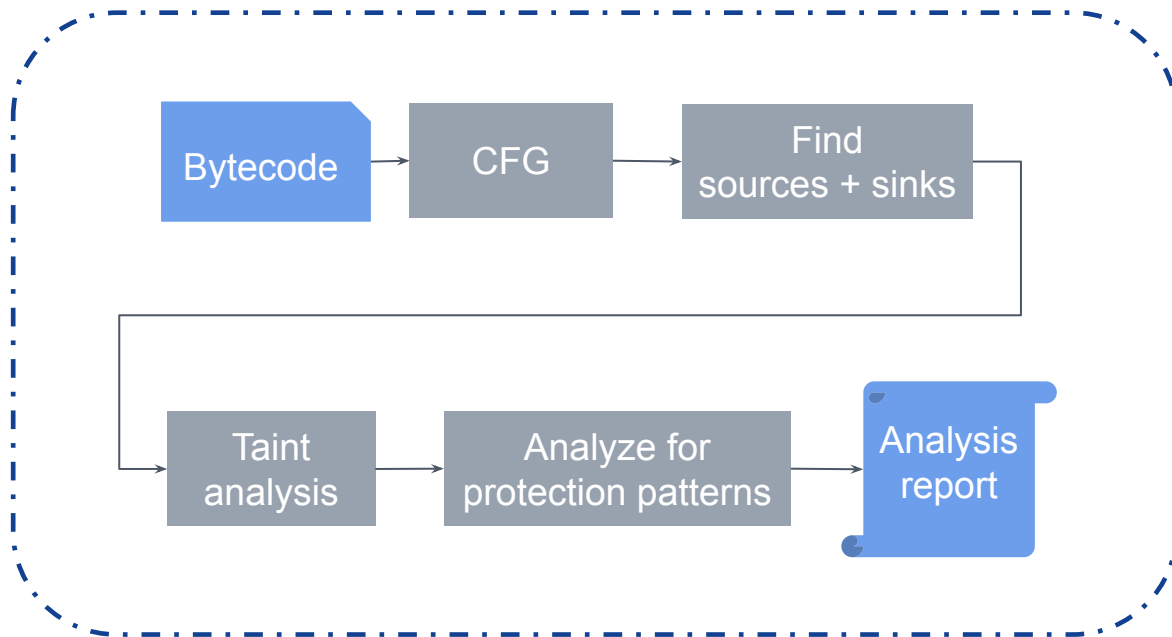 Bytecode
CFG
Find
sources + sinks
Taint
analysis
Analyze for
protection patterns
Analysis
report